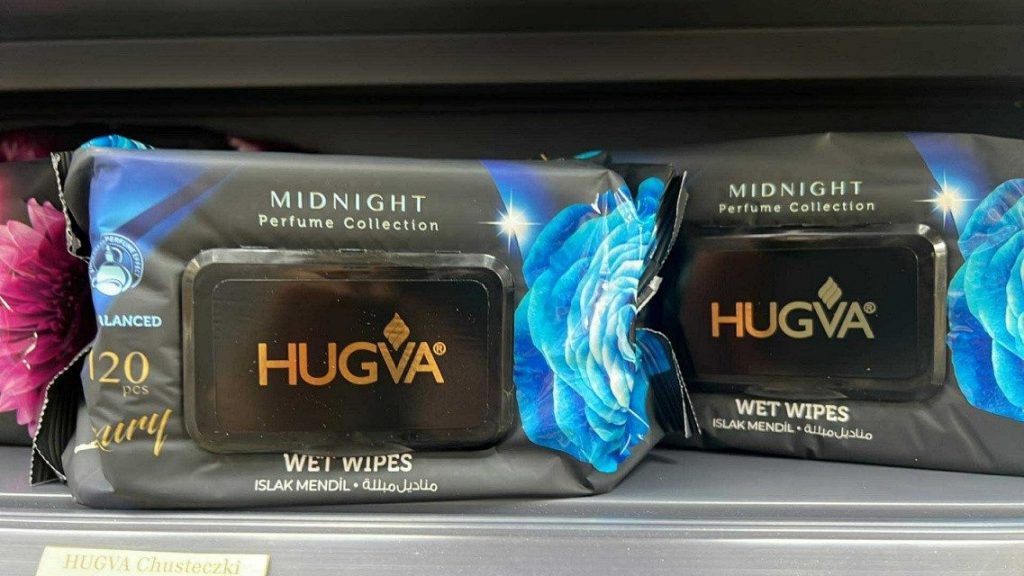 MIDNIGHT
Perfume Collection
PERFUMETUTTI
ALANCED
120
pcs
HUGVA®
WET WIPES
ISLAK MENDİL • مناديل مبللة
MIDNIGHT
Perfume Collection
HUGVA®
WET WIPES
ISLAK MENDİL • مناديل مبللة
HUGVA Chusteczki